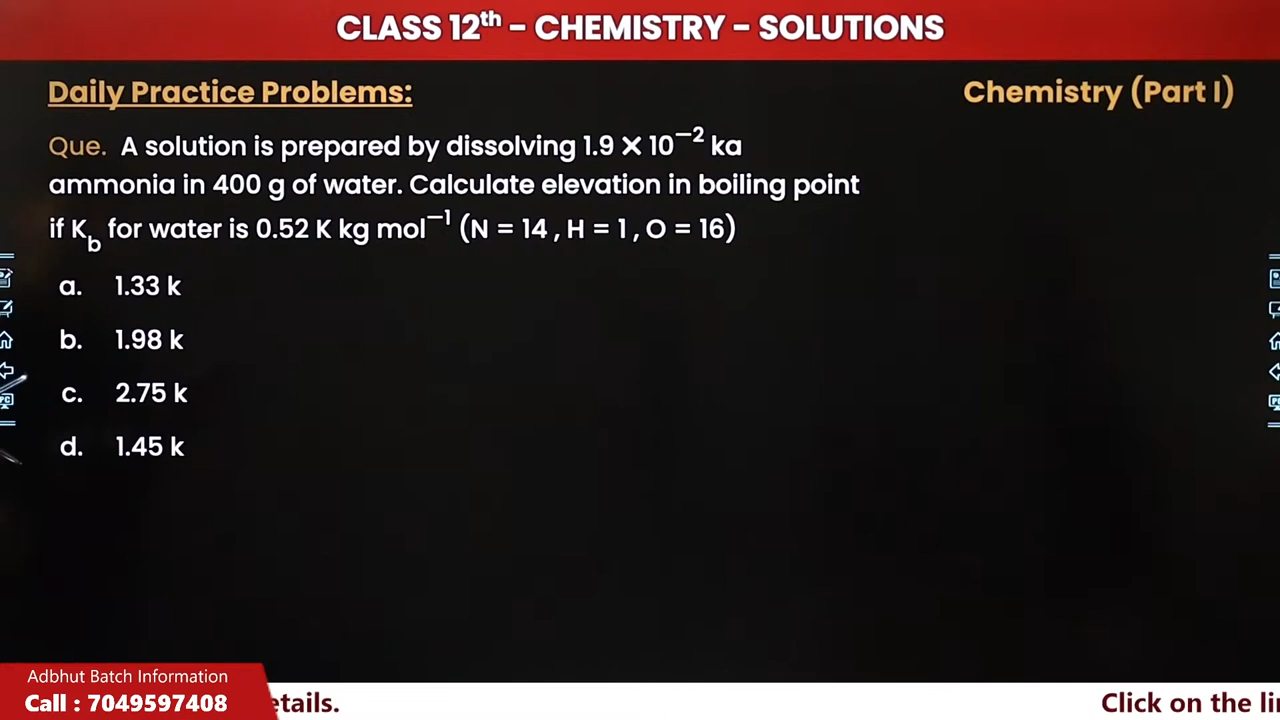 CLASS 12th – CHEMISTRY – SOLUTIONS
Daily Practice Problems:
Chemistry (Part I)
Que. A solution is prepared by dissolving 1.9 × 10⁻² ka
ammonia in 400 g of water. Calculate elevation in boiling point
if K_b for water is 0.52 K kg mol⁻¹ (N = 14 , H = 1 , O = 16)
a. 1.33 k
b. 1.98 k
c. 2.75 k
d. 1.45 k
Adbhut Batch Information
Call : 7049597408
etails.
Click on the li